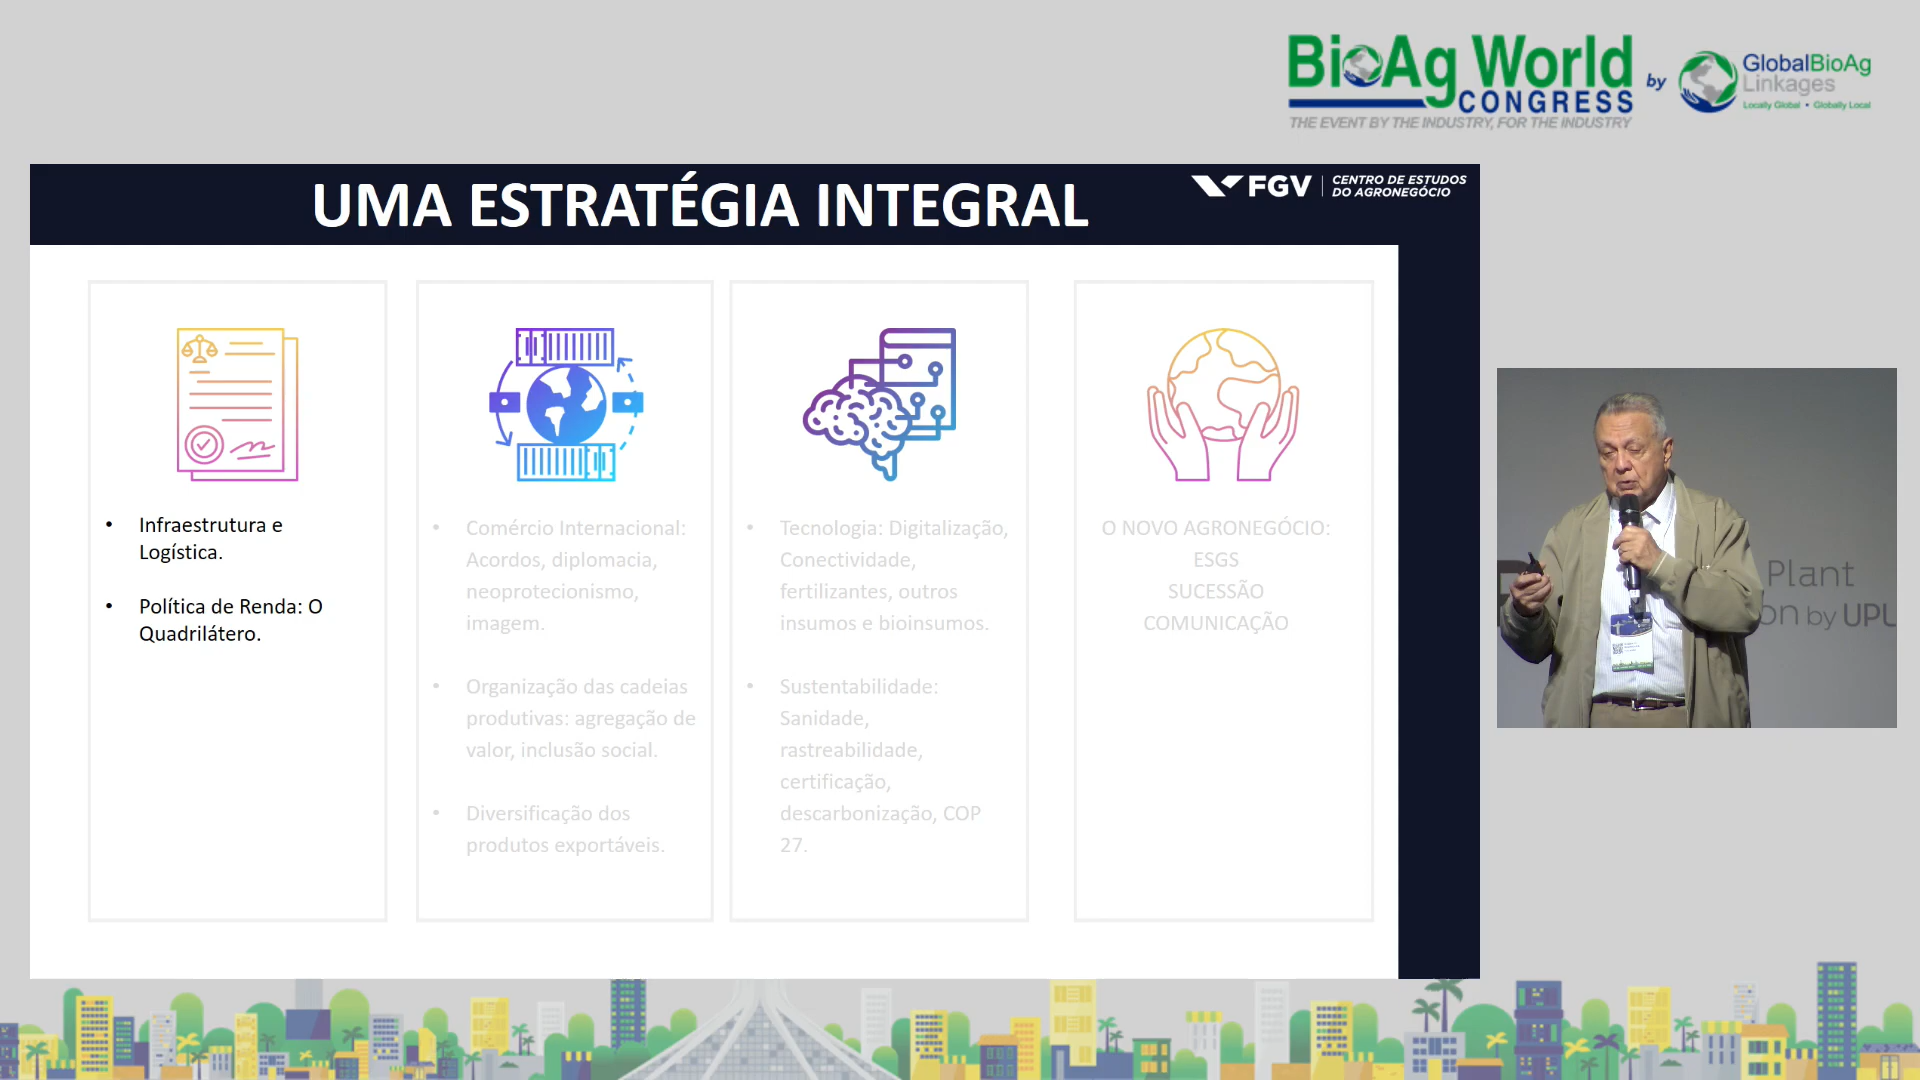 BioAg World
CONGRESS
THE EVENT BY THE INDUSTRY, FOR THE INDUSTRY
by
GlobalBioAg
Linkages
Locally Global • Globally Local
UMA ESTRATÉGIA INTEGRAL
FGV
CENTRO DE ESTUDOS
DO AGRONEGÓCIO
• Infraestrutura e
Logística.
• Política de Renda: O
Quadrilátero.
• Comércio Internacional:
Acordos, diplomacia,
neoprotecionismo,
imagem.
• Organização das cadeias
produtivas: agregação de
valor, inclusão social.
• Diversificação dos
produtos exportáveis.
• Tecnologia: Digitalização,
Conectividade,
fertilizantes, outros
insumos e bioinsumos.
• Sustentabilidade:
Sanidade,
rastreabilidade,
certificação,
descarbonização, COP
27.
O NOVO AGRONEGÓCIO:
ESGS
SUCESSÃO
COMUNICAÇÃO
Plant
by UPL